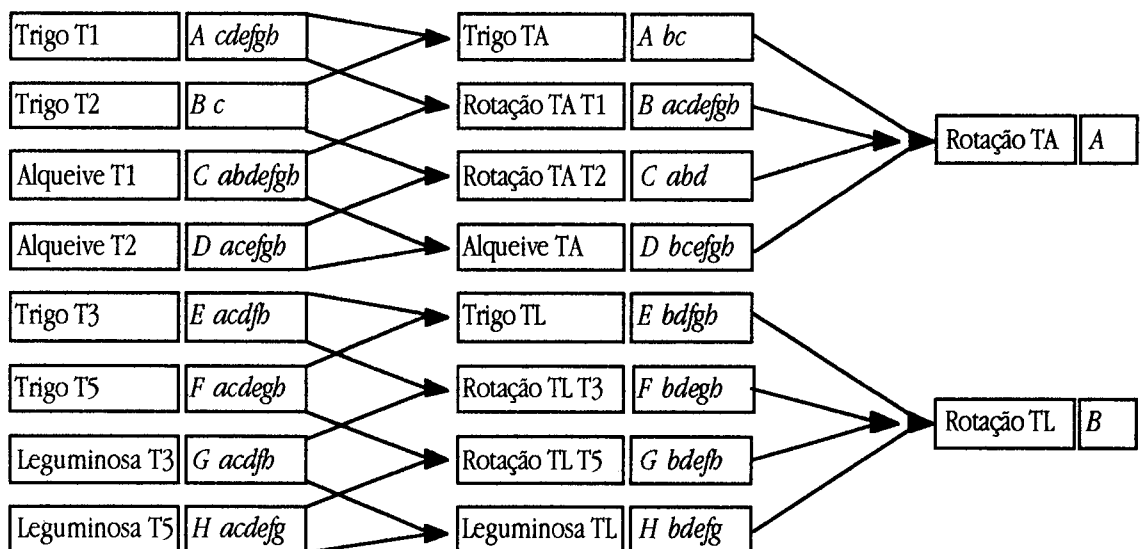 Trigo T1 A cdefgh Trigo TA A bc
Trigo T2 B c Rotação TA T1 B acdefgh
Rotação TA A
Alqueive T1 C abdefgh Rotação TA T2 C abd
Alqueive T2 D acefgh Alqueive TA D bcefgh
Trigo T3 E acdfh Trigo TL E bdfgh
Trigo T5 F acdegh Rotação TL T3 F bdegh
Rotação TL B
Leguminosa T3 G acdfh Rotação TL T5 G bdefh
Leguminosa T5 H acdefg Leguminosa TL H bdefg